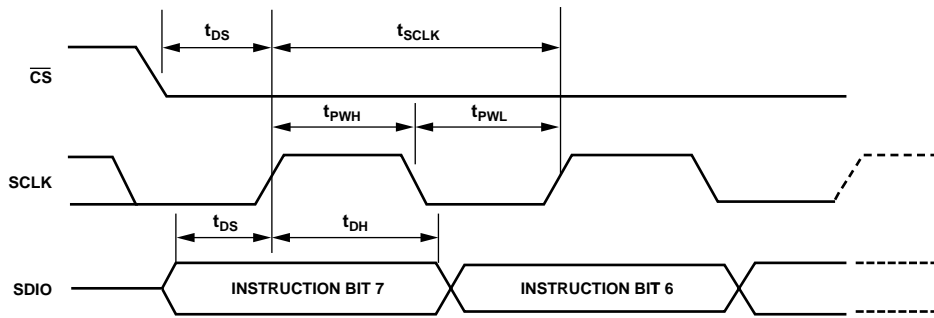 tDS
tSCLK
CS
tPWH
tPWL
SCLK
tDS
tDH
SDIO
INSTRUCTION BIT 7
INSTRUCTION BIT 6